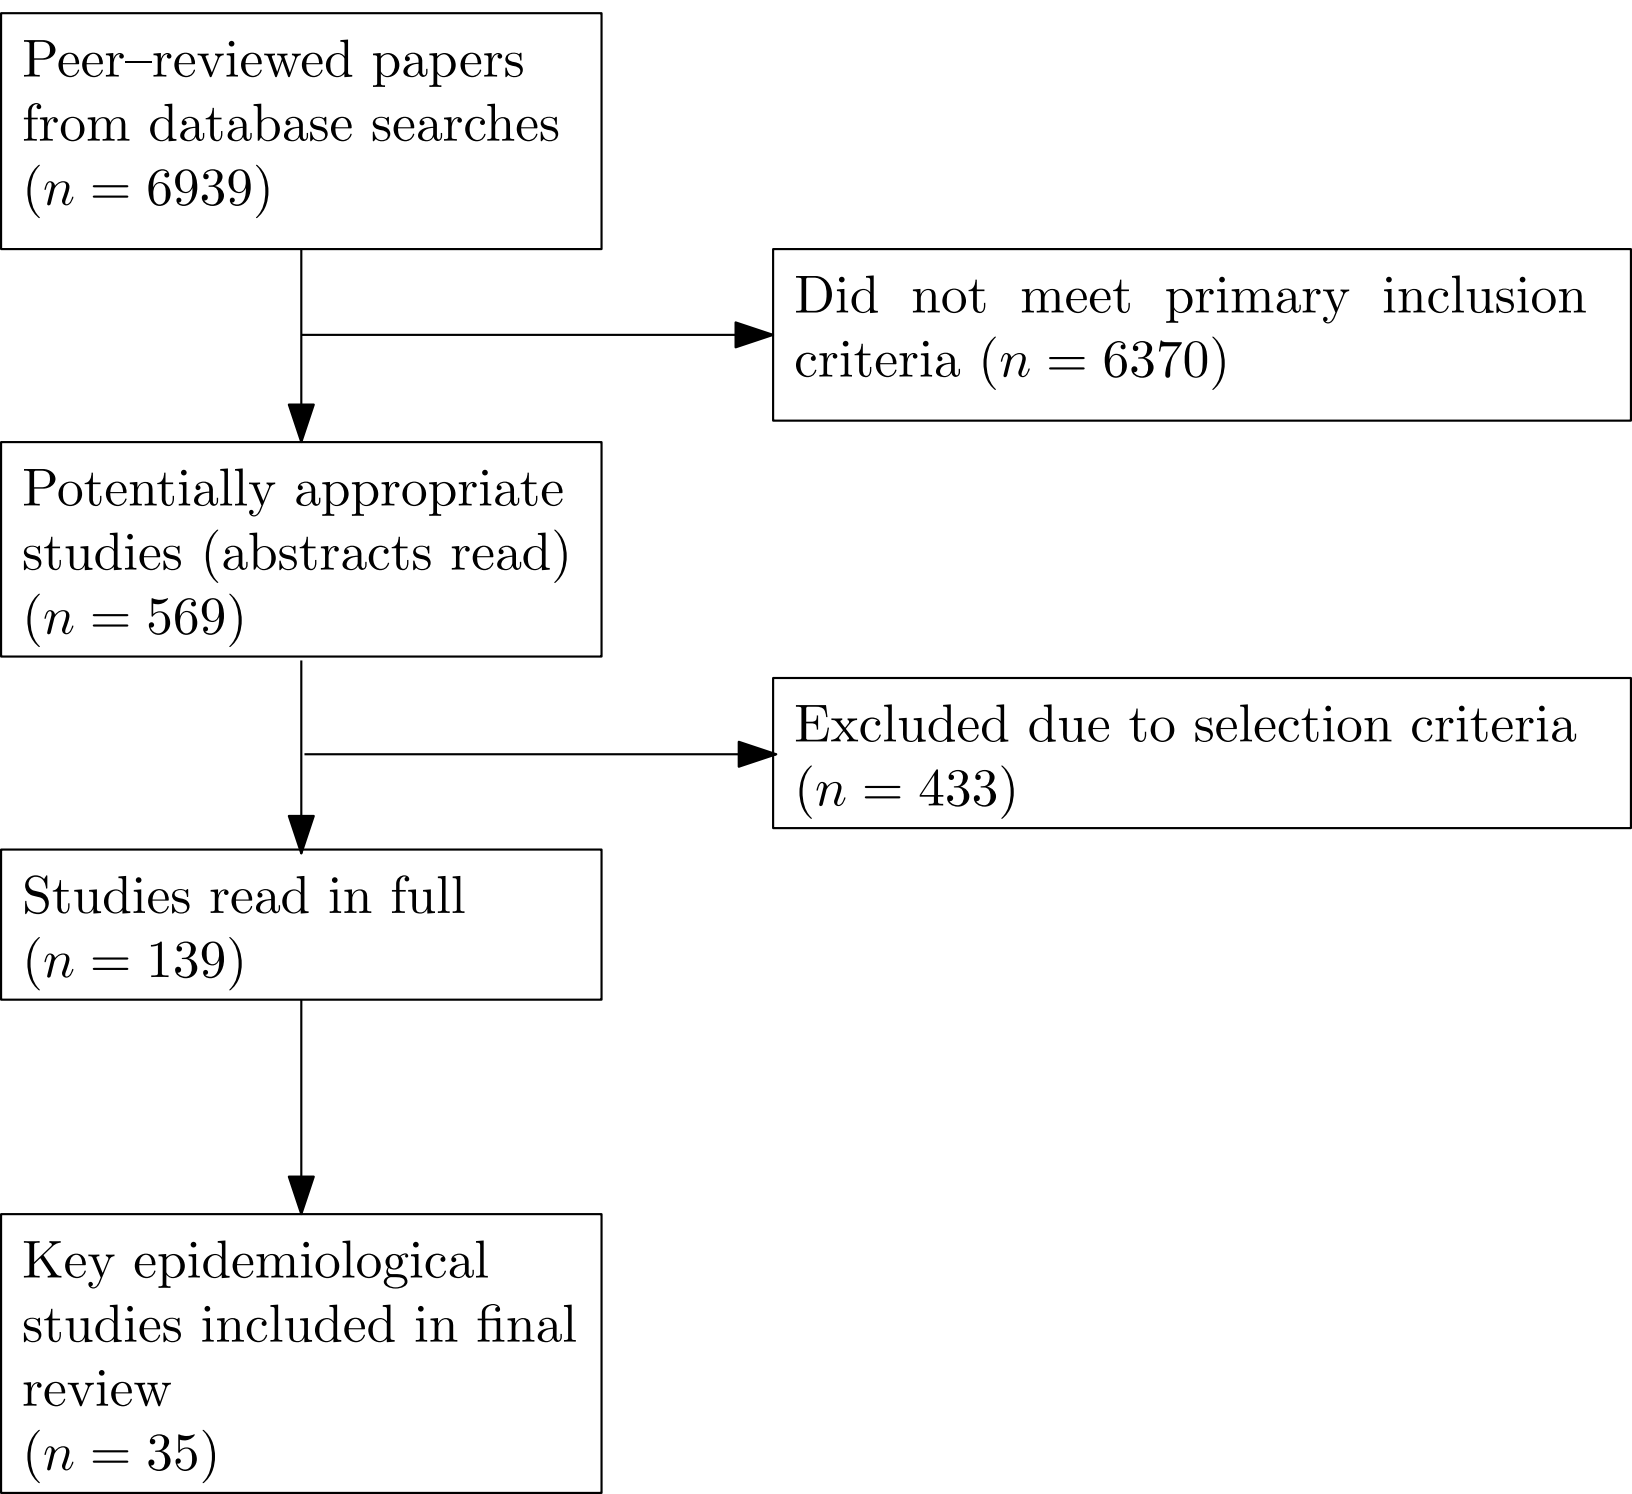 Peer–reviewed papers
from database searches
(n = 6939)
Did not meet primary inclusion
criteria (n = 6370)
Potentially appropriate
studies (abstracts read)
(n = 569)
Excluded due to selection criteria
(n = 433)
Studies read in full
(n = 139)
Key epidemiological
studies included in final
review
(n = 35)